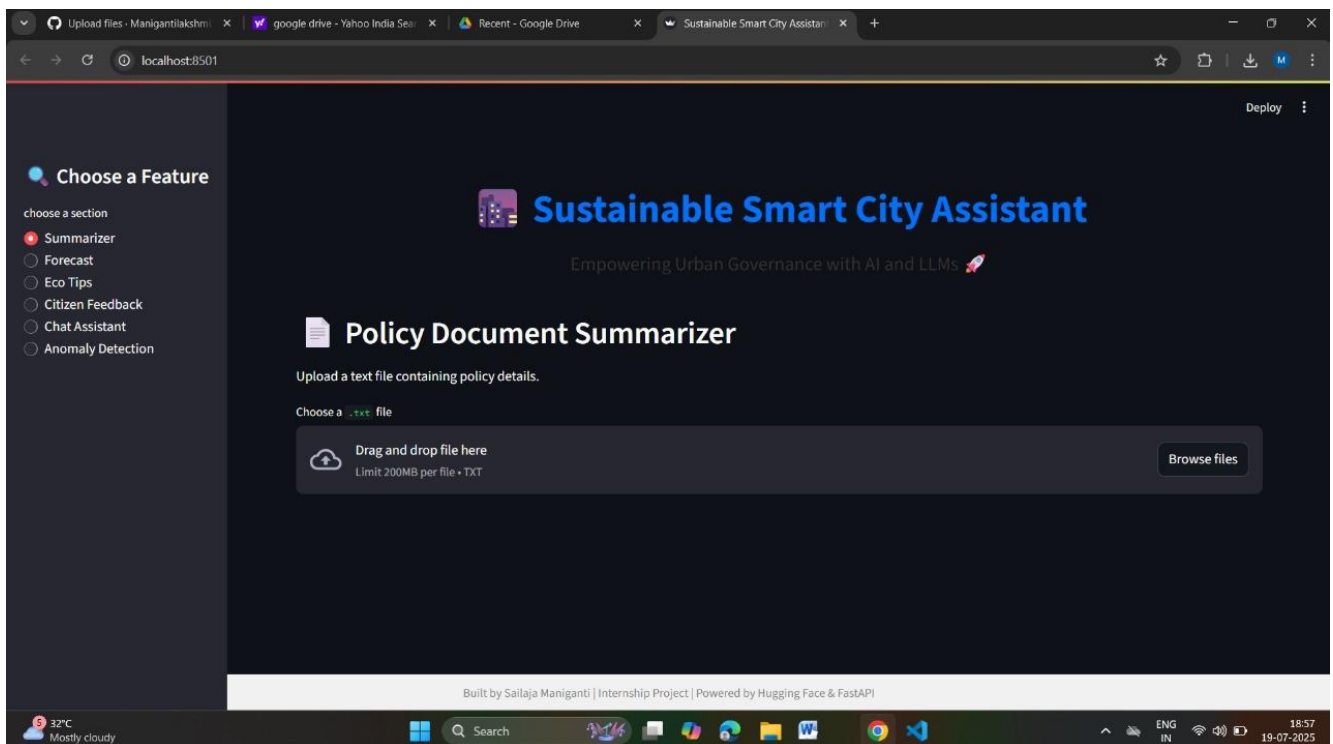 Upload files · Manigantilakshmi
google drive - Yahoo India Sear
Recent - Google Drive
Sustainable Smart City Assistant
localhost:8501
M
Deploy
Choose a Feature
choose a section
Summarizer
Forecast
Eco Tips
Citizen Feedback
Chat Assistant
Anomaly Detection
Sustainable Smart City Assistant
Empowering Urban Governance with AI and LLMs
Policy Document Summarizer
Upload a text file containing policy details.
Choose a .txt file
Drag and drop file here
Limit 200MB per file • TXT
Browse files
Built by Sailaja Maniganti | Internship Project | Powered by Hugging Face & FastAPI
5
32°C
Mostly cloudy
Search
ENG
IN
18:57
19-07-2025